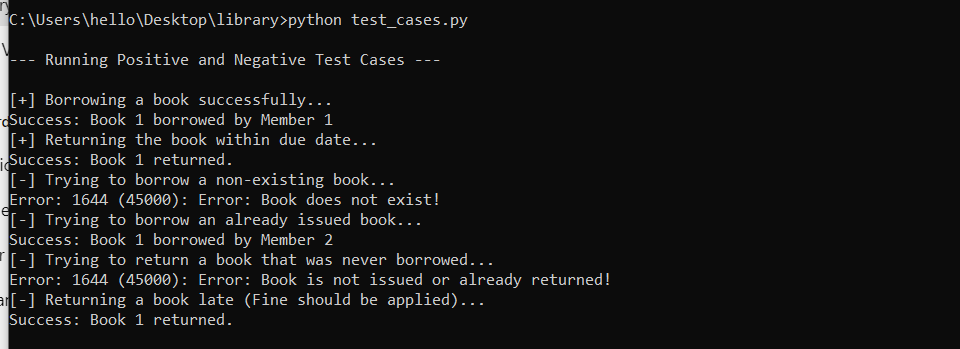 C:\Users\hello\Desktop\library>python test_cases.py
--- Running Positive and Negative Test Cases ---
[+] Borrowing a book successfully...
Success: Book 1 borrowed by Member 1
[+] Returning the book within due date...
Success: Book 1 returned.
[-] Trying to borrow a non-existing book...
Error: 1644 (45000): Error: Book does not exist!
[-] Trying to borrow an already issued book...
Success: Book 1 borrowed by Member 2
[-] Trying to return a book that was never borrowed...
Error: 1644 (45000): Error: Book is not issued or already returned!
[-] Returning a book late (Fine should be applied)...
Success: Book 1 returned.